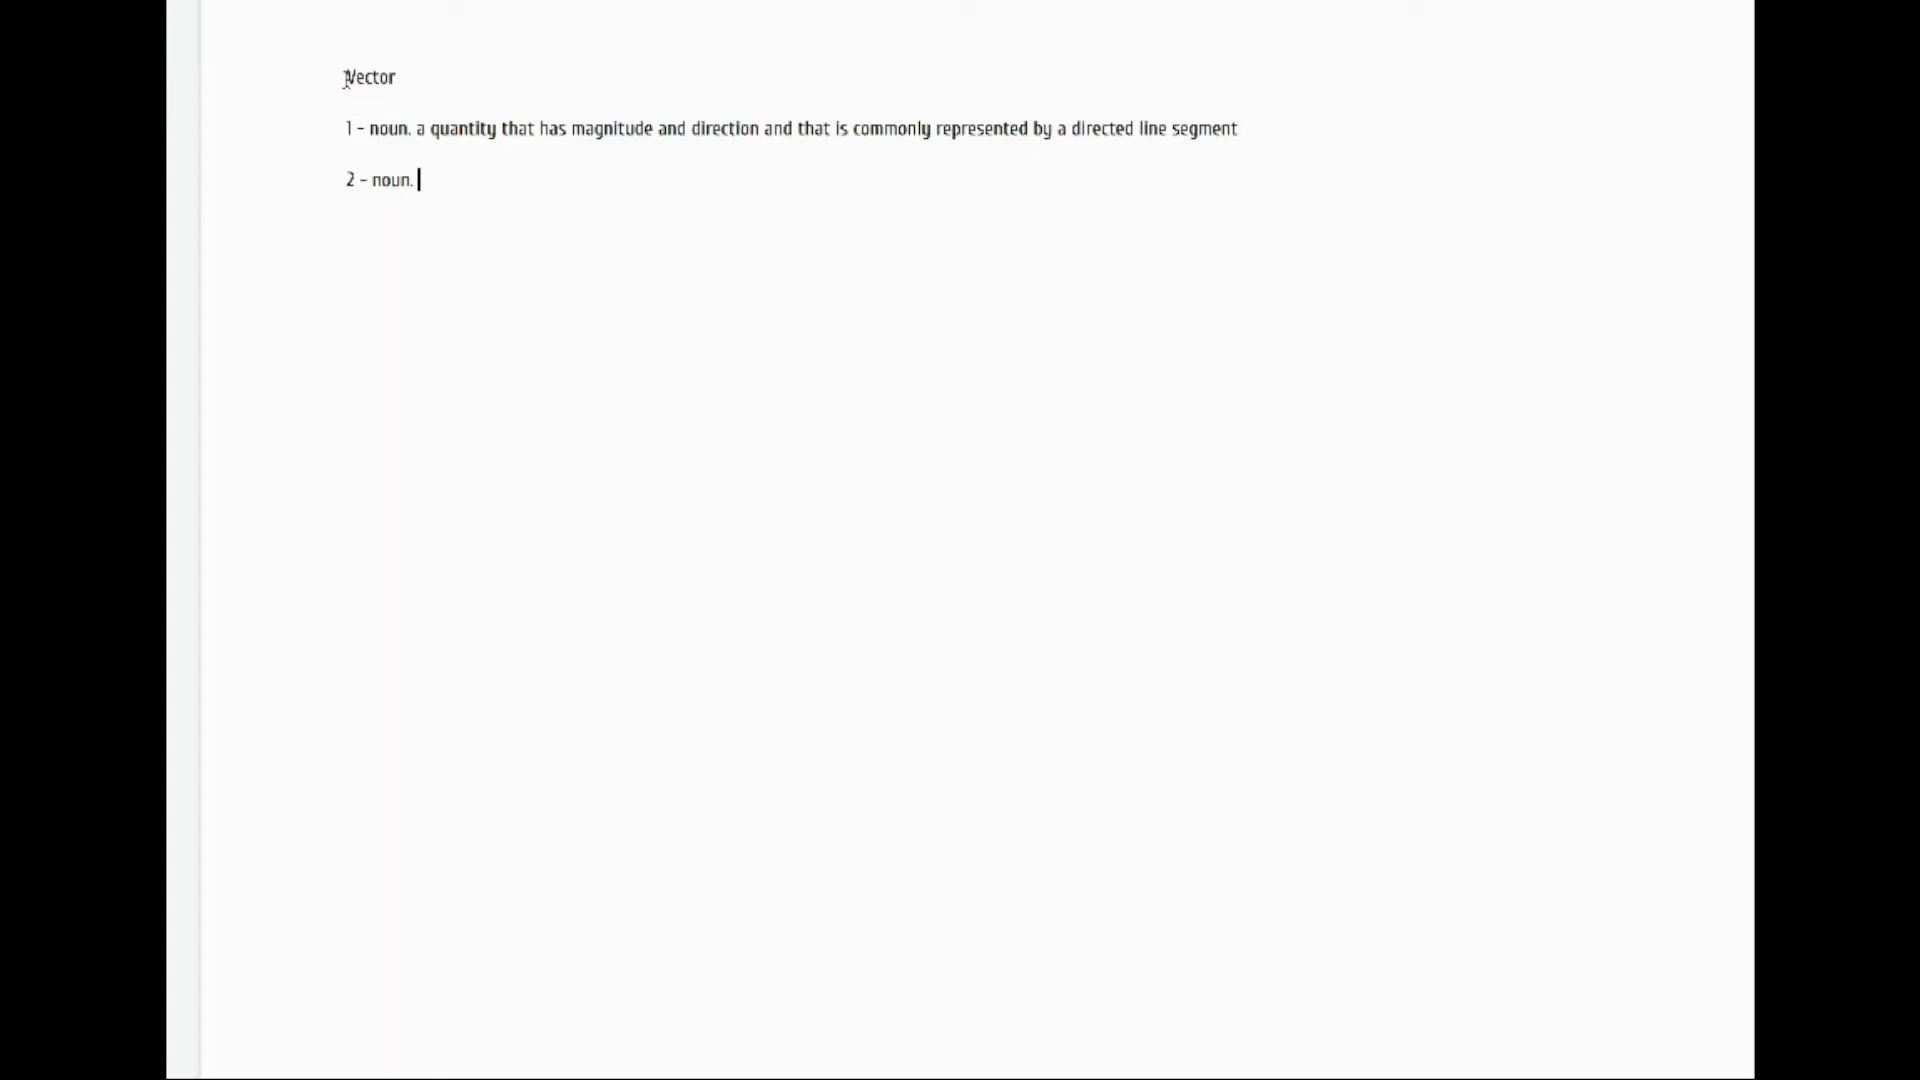 Vector
1 - noun. a quantity that has magnitude and direction and that is commonly represented by a directed line segment
2 - noun.